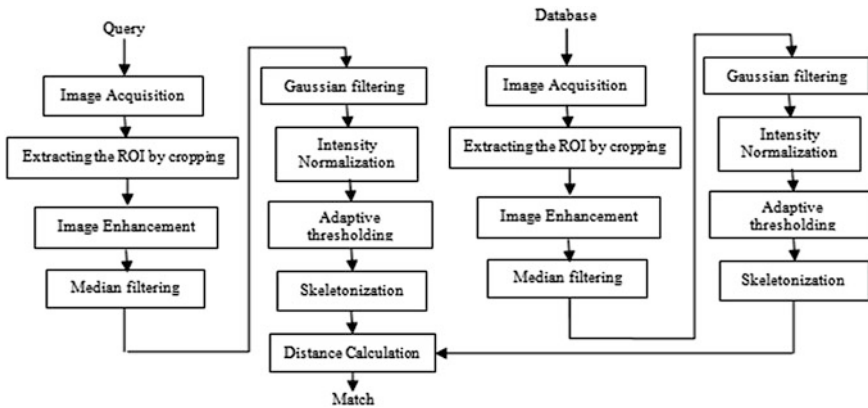 Query
Image Acquisition
Extracting the ROI by cropping
Image Enhancement
Median filtering
Gaussian filtering
Intensity
Normalization
Adaptive
thresholding
Skeletonization
Distance Calculation
Match
Database
Image Acquisition
Extracting the ROI by cropping
Image Enhancement
Median filtering
Gaussian filtering
Intensity
Normalization
Adaptive
thresholding
Skeletonization